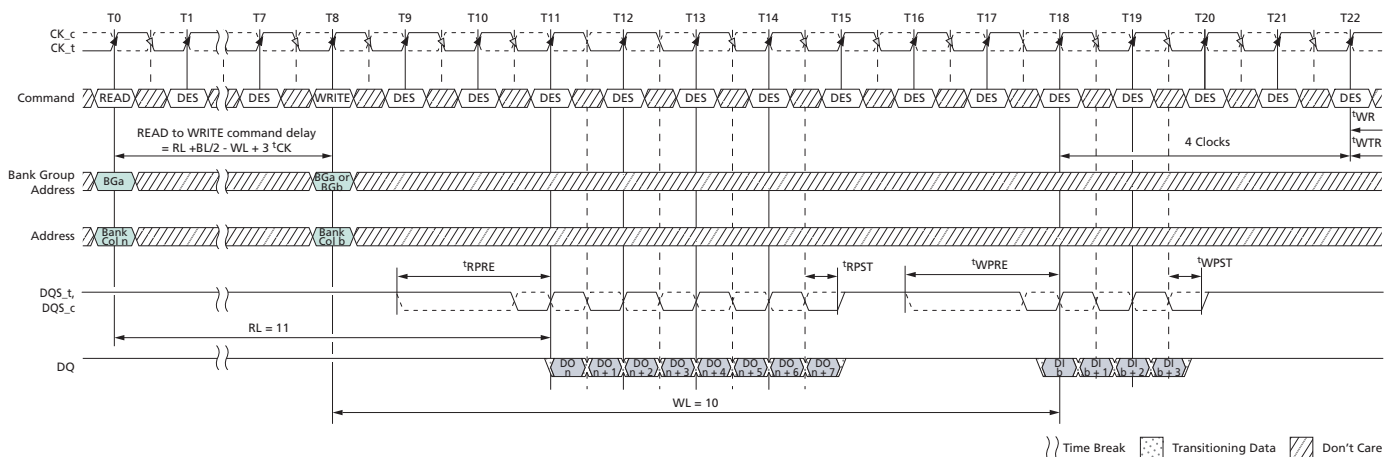 T0 T1 T7 T8 T9 T10 T11 T12 T13 T14 T15 T16 T17 T18 T19 T20 T21 T22
CK_c
CK_t
Command READ DES DES WRITE DES DES DES DES DES DES DES DES DES DES DES DES DES DES
tWR
READ to WRITE command delay
= RL +BL/2 - WL + 3 tCK
4 Clocks
tWTR
Bank Group
Address
BGa
BGa or
BGb
Address
Bank
Col n
Bank
Col b
tRPRE tRPST tWPRE tWPST
DQS_t,
DQS_c
RL = 11
DQ
DO
n
DO
n + 1
DO
n + 2
DO
n + 3
DO
n + 4
DO
n + 5
DO
n + 6
DO
n + 7
DI
b
DI
b + 1
DI
b + 2
DI
b + 3
WL = 10
Time Break Transitioning Data Don't Care